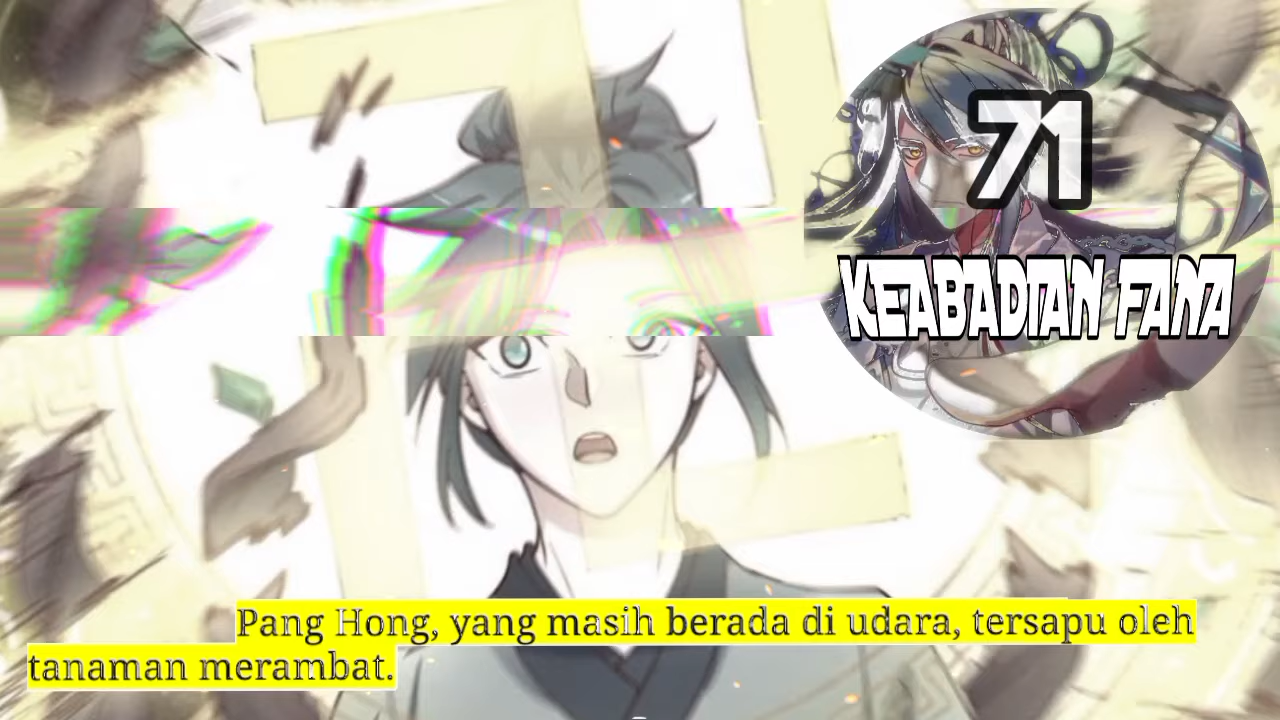 71
KEABADIAN FANA
Pang Hong, yang masih berada di udara, tersapu oleh
tanaman merambat.